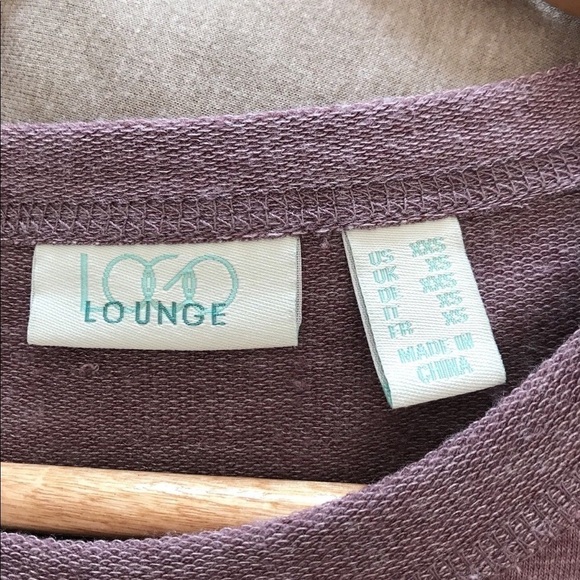 LOGO
LOUNGE
US XXS
UK XS
DE XXS
IT XS
FR XS
MADE IN
CHINA